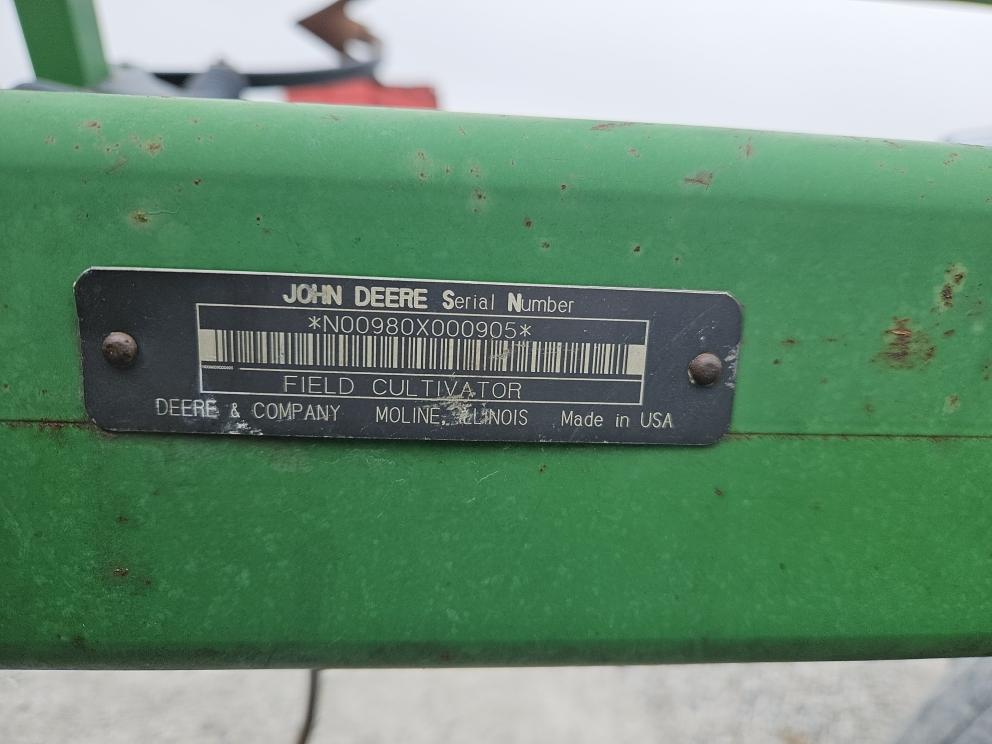 JOHN DEERE Serial Number
*N00980X000905*
FIELD CULTIVATOR
DEERE & COMPANY MOLINE, ILLINOIS Made in USA